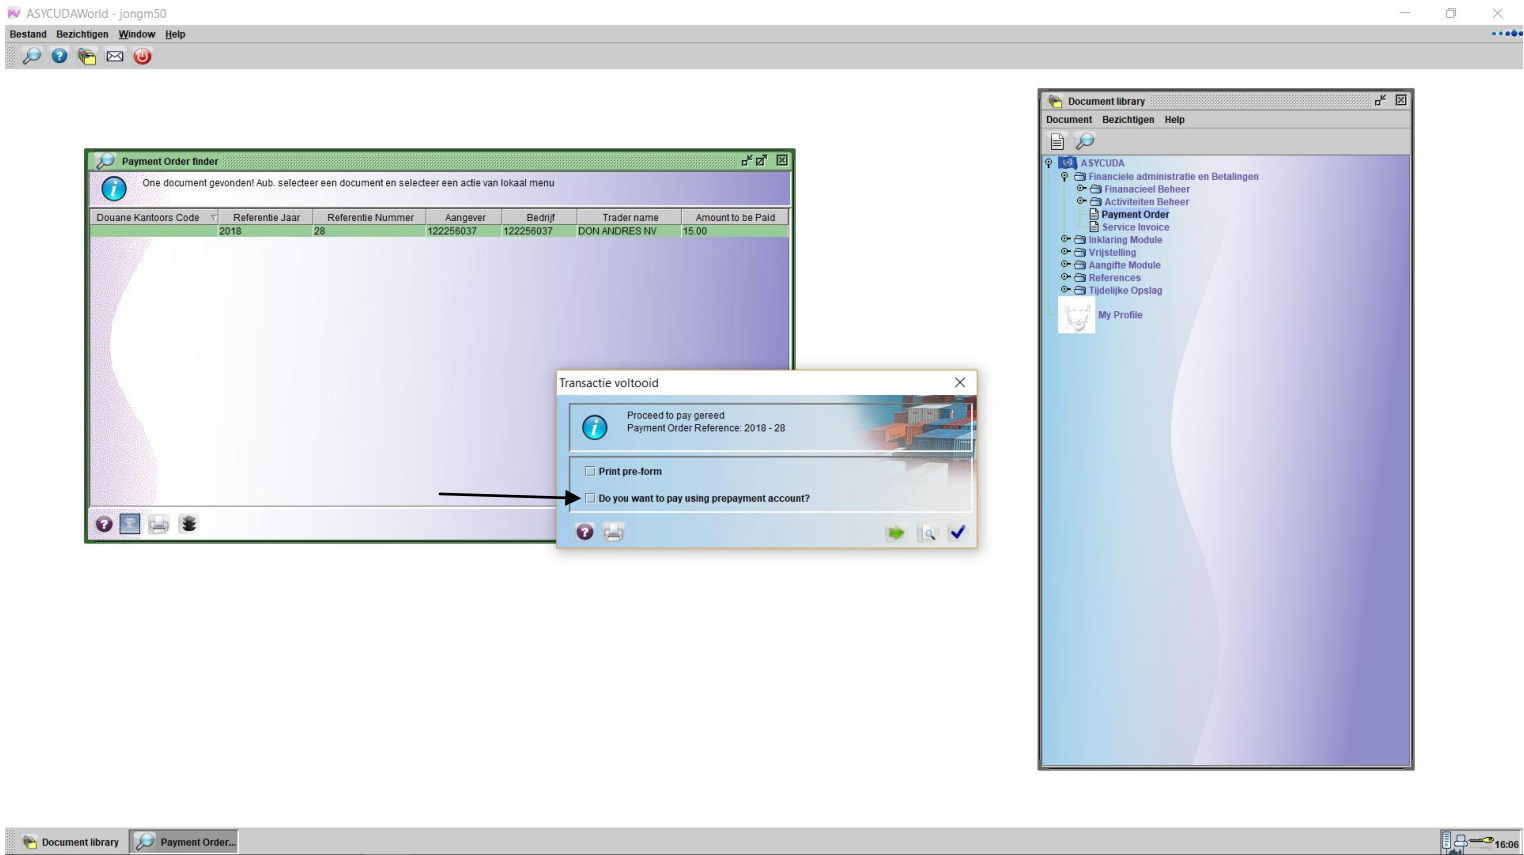 ASYCUDAWorld - jongm50
Bestand Bezichtigen Window Help
Document library
Document Bezichtigen Help
ASYCUDA
Financiele administratie en Betalingen
Finanacieel Beheer
Activiteiten Beheer
Payment Order
Service Invoice
Inklaring Module
Vrijstelling
Aangifte Module
References
Tijdelijke Opslag
My Profile
Payment Order finder
One document gevonden! Aub. selecteer een document en selecteer een actie van lokaal menu
Douane Kantoors Code Referentie Jaar Referentie Nummer Aangever Bedrijf Trader name Amount to be Paid
2018 28 122256037 122256037 DON ANDRES NV 15.00
Transactie voltooid
Proceed to pay gereed
Payment Order Reference: 2018 - 28
Print pre-form
Do you want to pay using prepayment account?
Document library Payment Order... 16:06